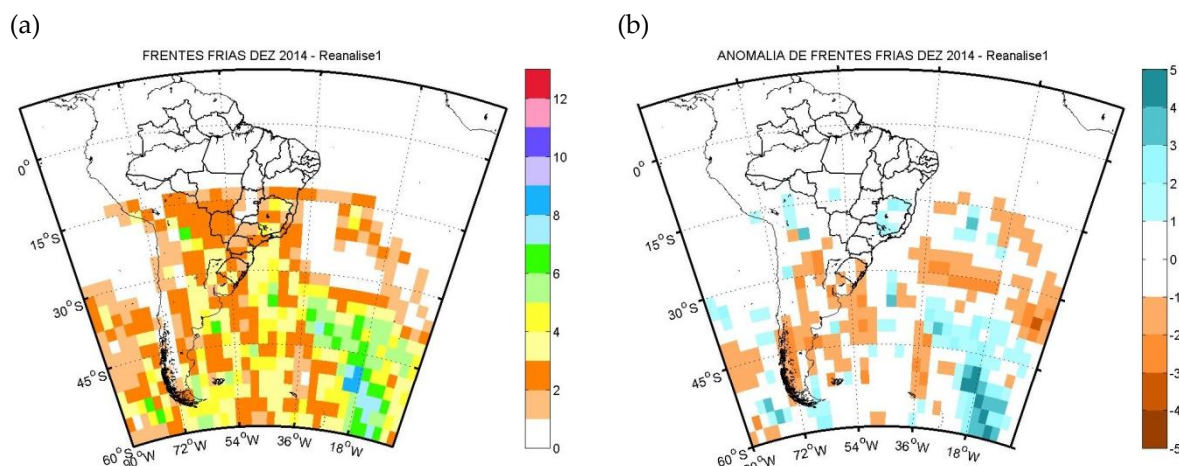 (a)
(b)
FRENTES FRIAS DEZ 2014 - Reanalise1
ANOMALIA DE FRENTES FRIAS DEZ 2014 - Reanalise1
12
10
8
6
4
2
0
0°
15°S
30°S
45°S
60°S
90°W
72°W
54°W
36°W
18°W
5
4
3
2
1
0
-1
-2
-3
-4
-5
0°
15°S
30°S
45°S
60°S
90°W
72°W
54°W
36°W
18°W